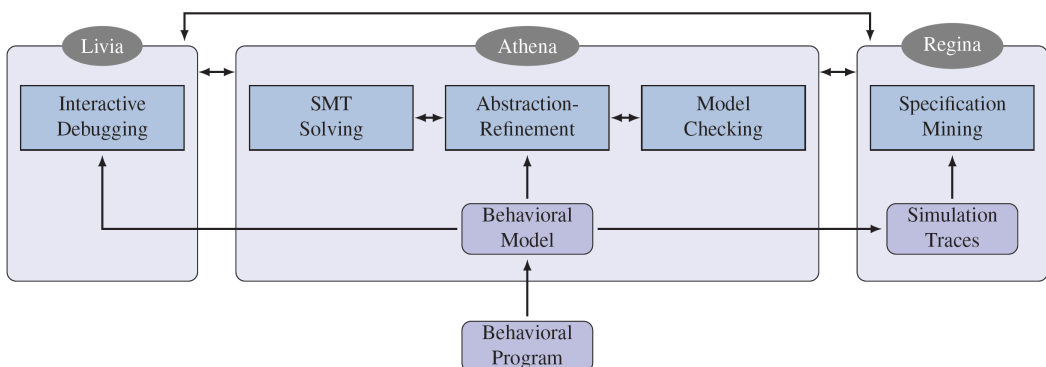 Livia
Athena
Regina
Interactive
Debugging
SMT
Solving
Abstraction-
Refinement
Model
Checking
Specification
Mining
Behavioral
Model
Simulation
Traces
Behavioral
Program